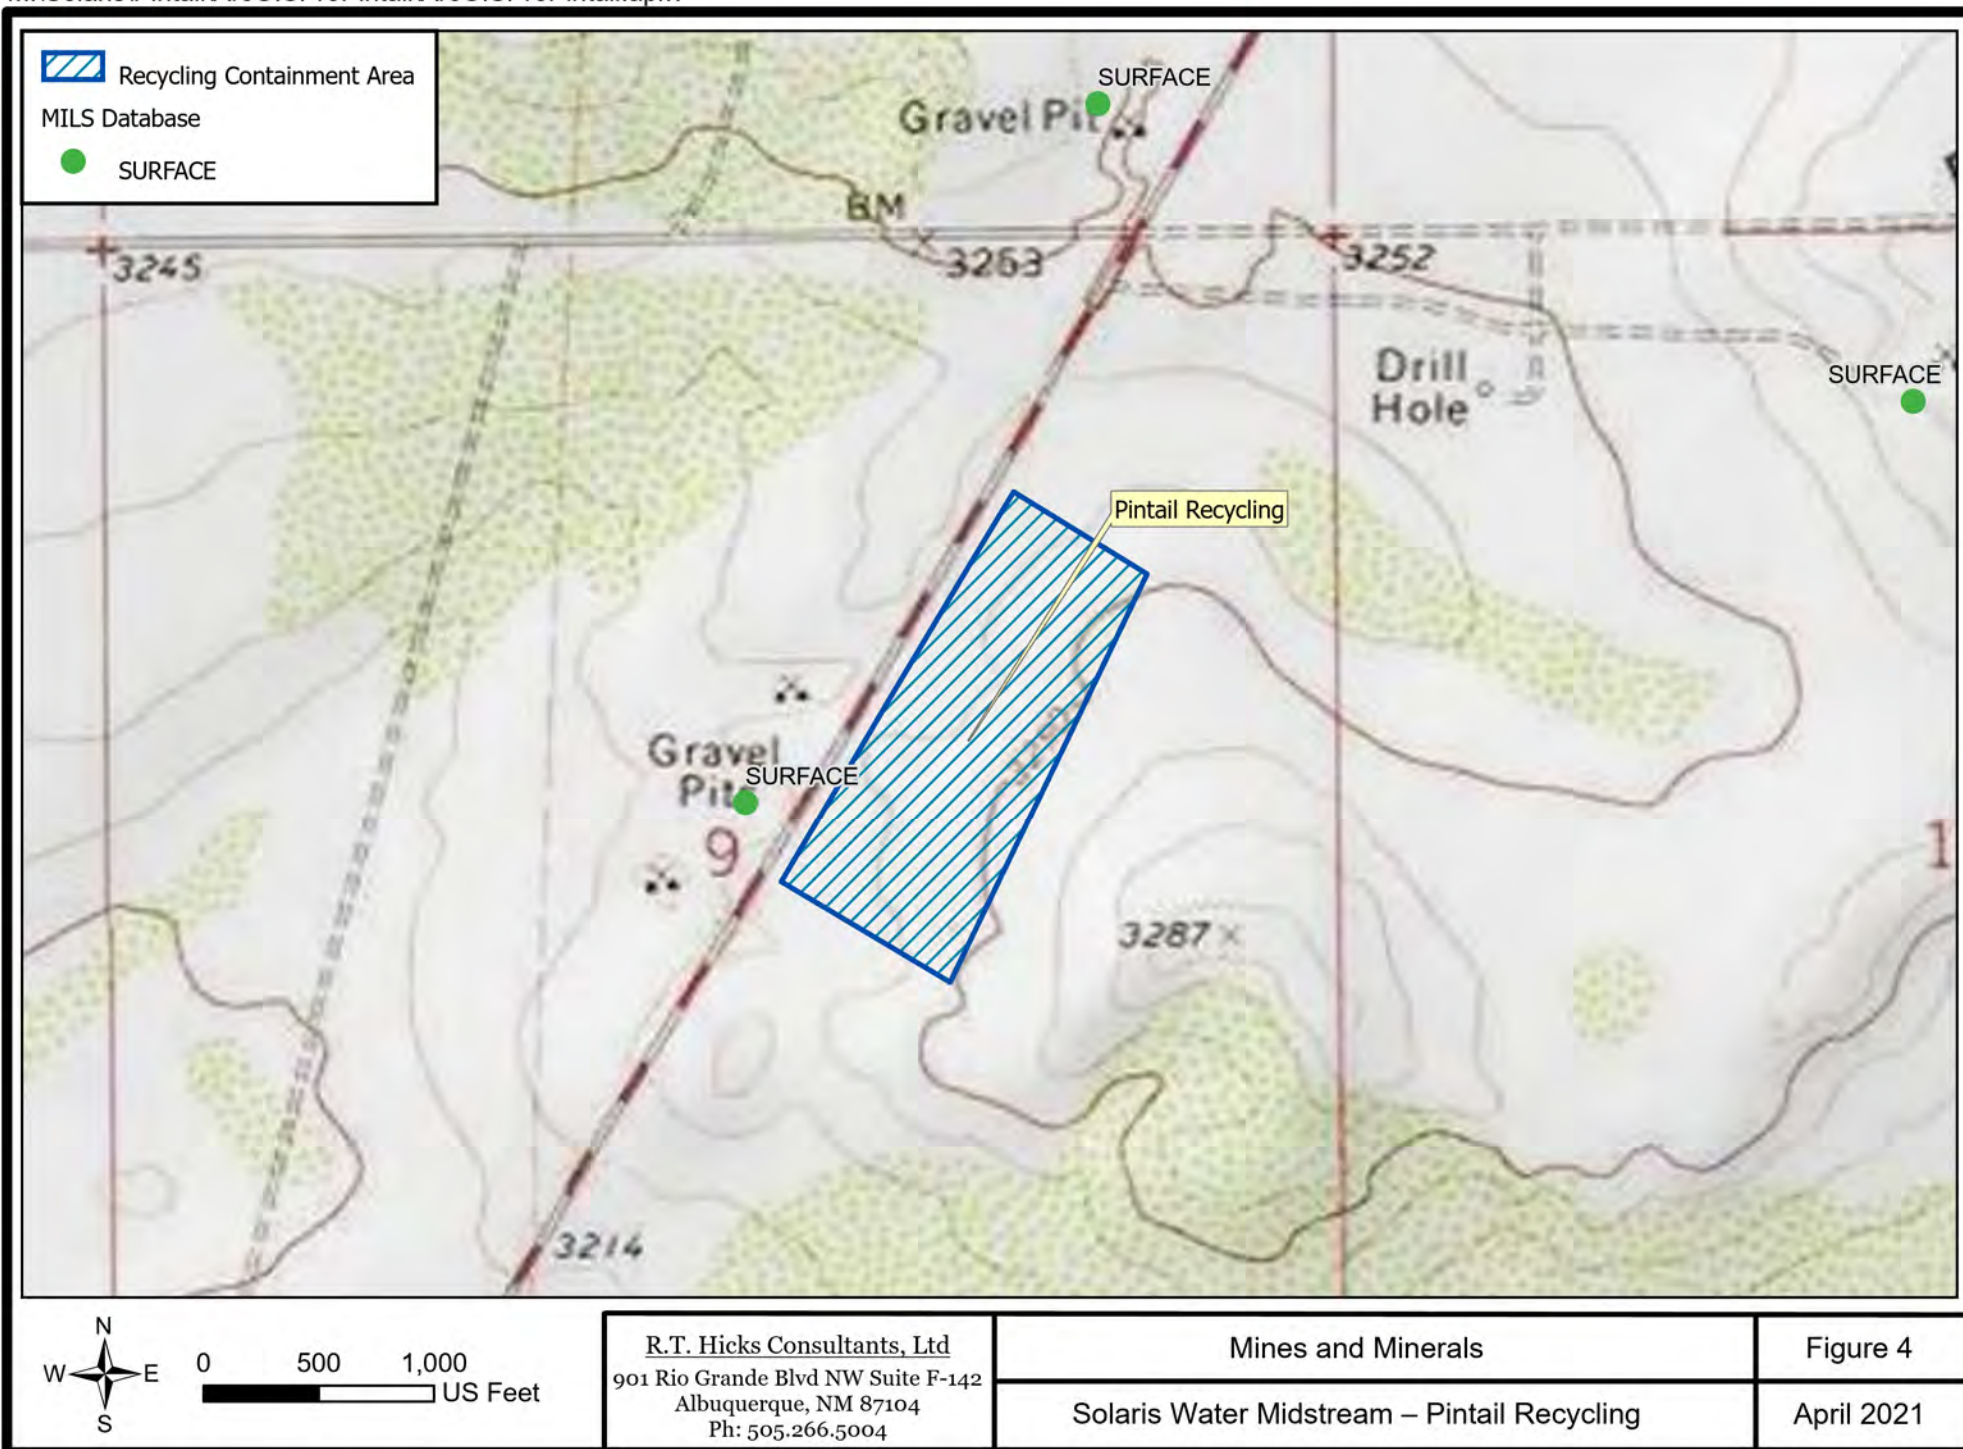 Recycling Containment Area
MILS Database
SURFACE
SURFACE
Gravel Pit
BM
3245
3263
3252
Drill
Hole
SURFACE
Pintail Recycling
Gravel
Pits
SURFACE
9
1
3287
3214
N
W
E
S
0 500 1,000
US Feet
R.T. Hicks Consultants, Ltd
901 Rio Grande Blvd NW Suite F-142
Albuquerque, NM 87104
Ph: 505.266.5004
Mines and Minerals
Solaris Water Midstream – Pintail Recycling
Figure 4
April 2021